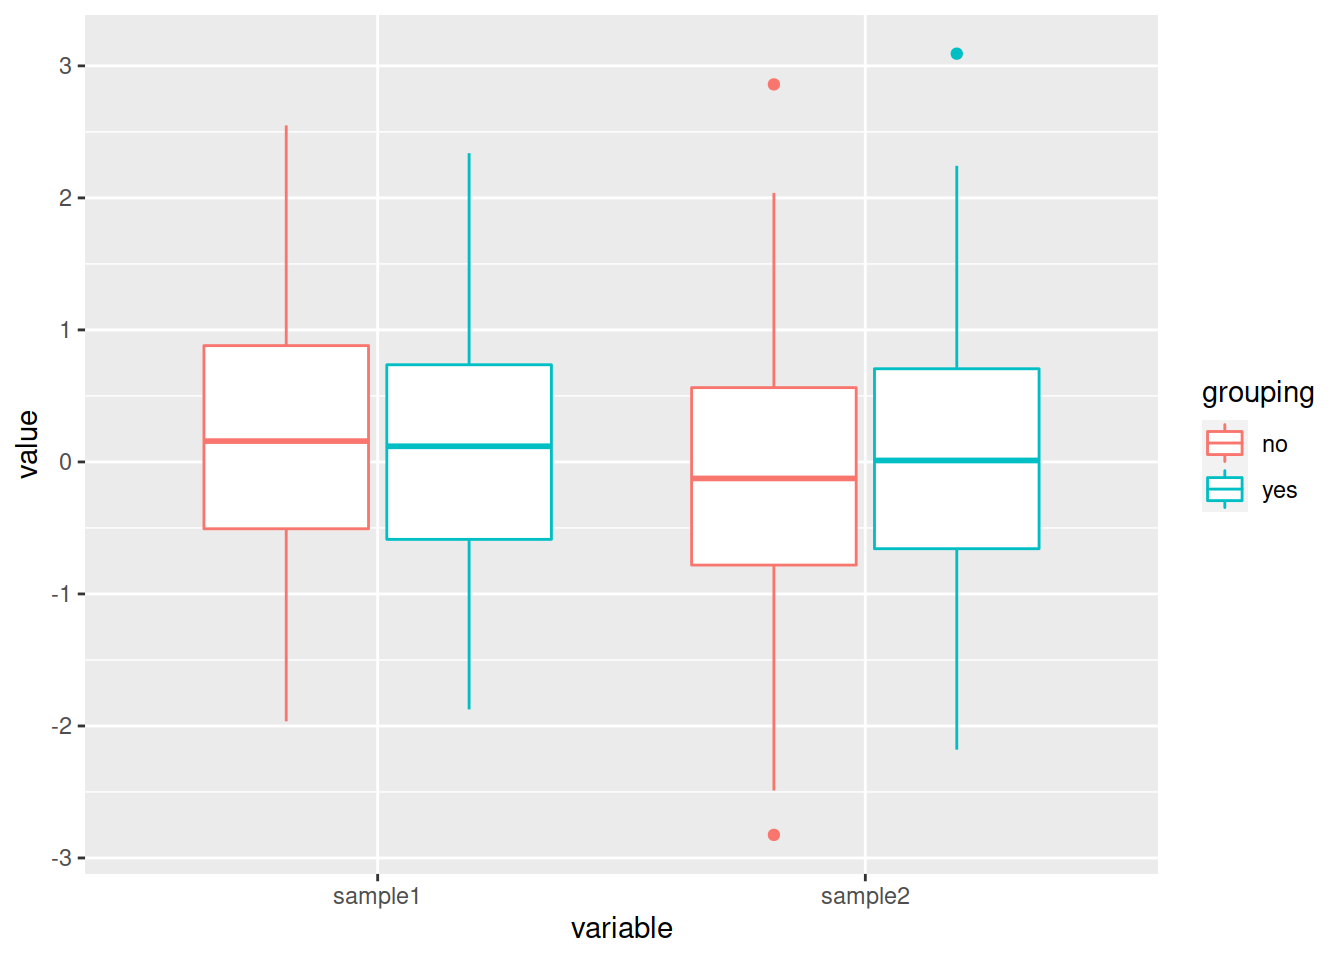 3
2
1
0
-1
-2
-3
value
sample1 sample2
variable
grouping
no
yes